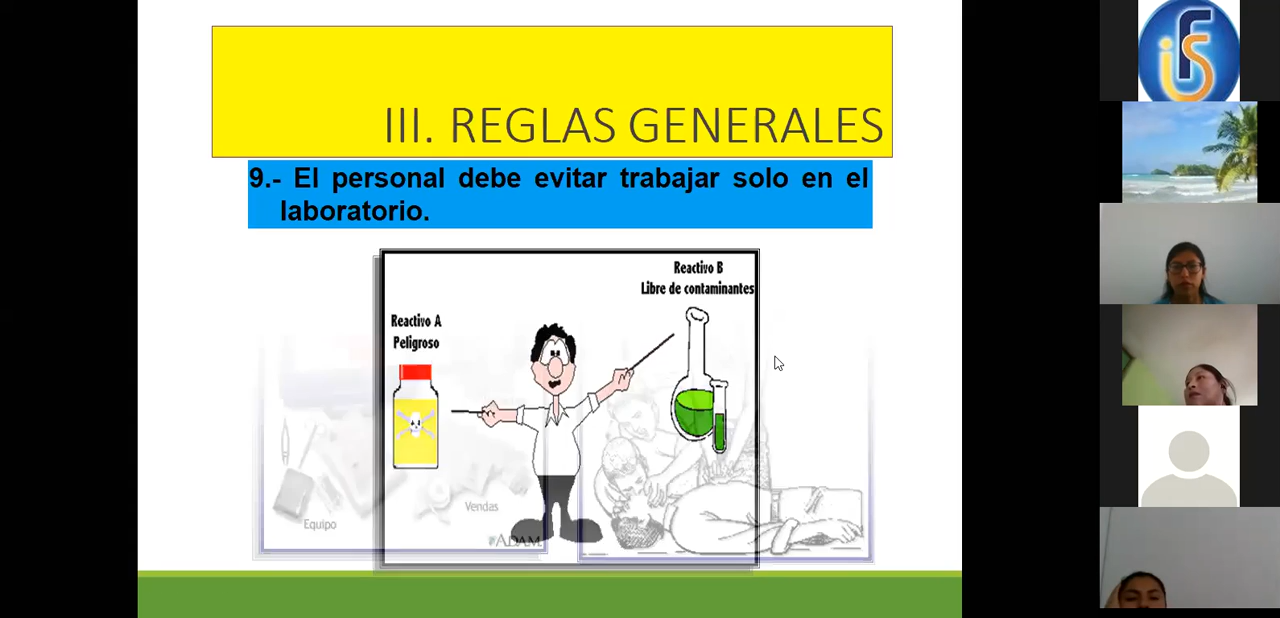 III. REGLAS GENERALES
9.- El personal debe evitar trabajar solo en el
laboratorio.
Reactivo B
Libre de contaminantes
Reactivo A
Peligroso
Vendas
Equipo
ADAM
iFS